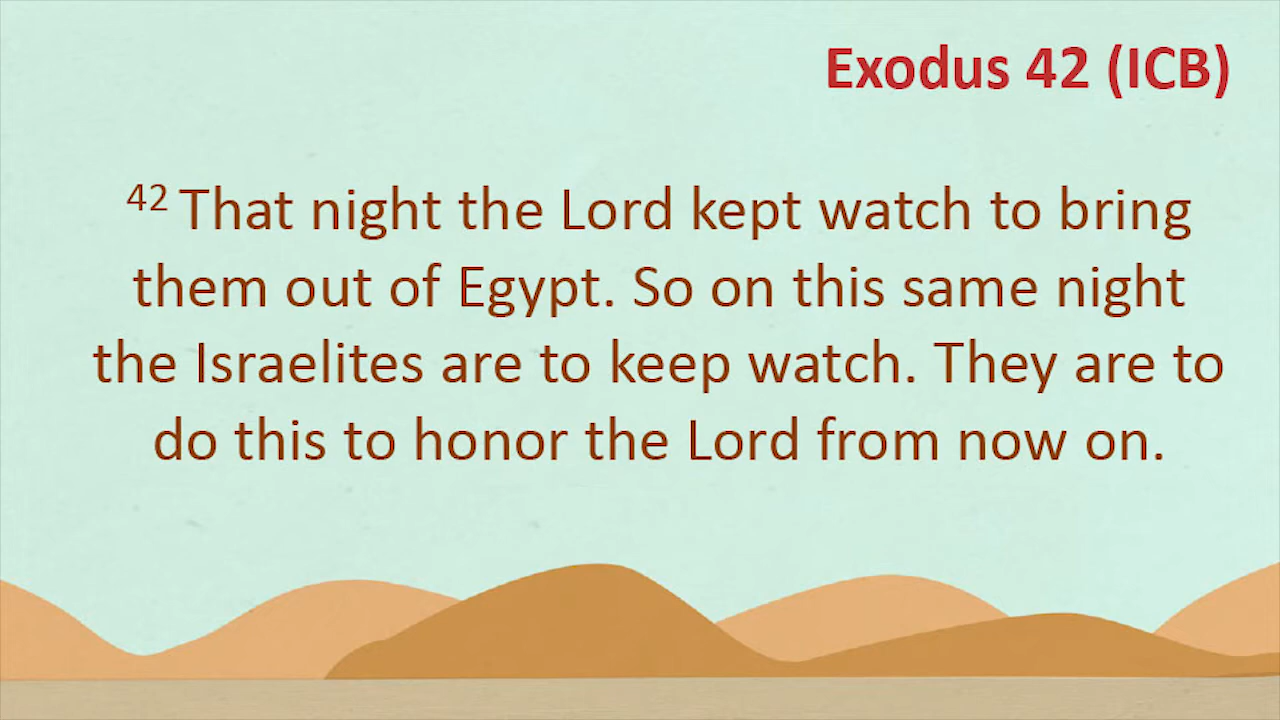 Exodus 42 (ICB)
42 That night the Lord kept watch to bring
them out of Egypt. So on this same night
the Israelites are to keep watch. They are to
do this to honor the Lord from now on.